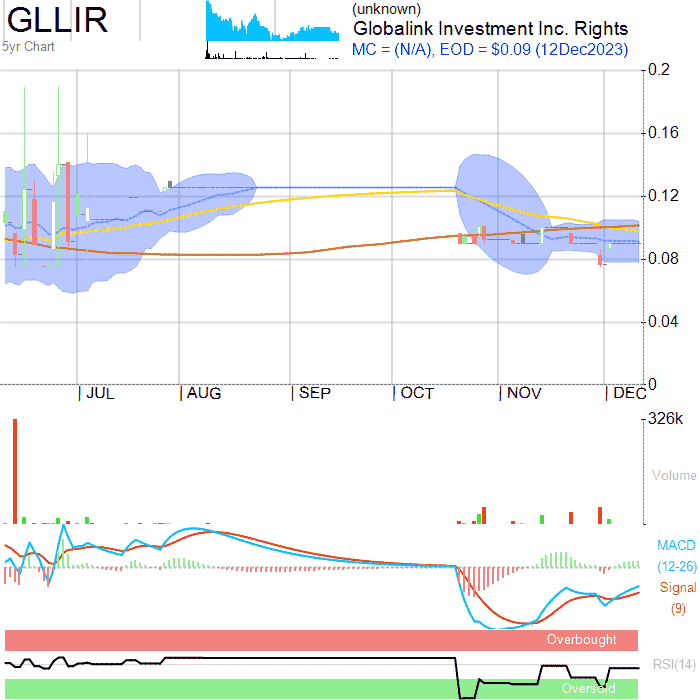 GLLIR
5yr Chart
(unknown)
Globalink Investment Inc. Rights
MC = (N/A), EOD = $0.09 (12Dec2023)
0.2
0.16
0.12
0.08
0.04
0
| JUL | AUG | SEP | OCT | NOV | DEC
326k
Volume
MACD
(12-26)
Signal
(9)
Overbought
RSI(14)
Oversold